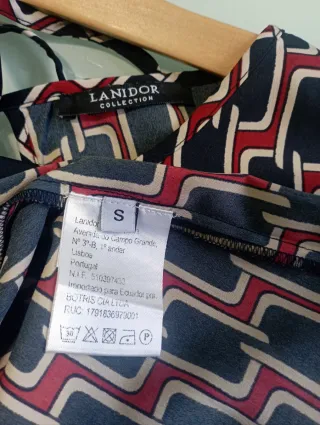 LANIDOR
COLLECTION
S
Lanidor
Avenida do Campo Grande,
Nº 3º-B, 1º andar
Lisboa
Portugal
Importado para Ecuador por:
BOTRIS CIA LTDA
RUC: 1791836973001